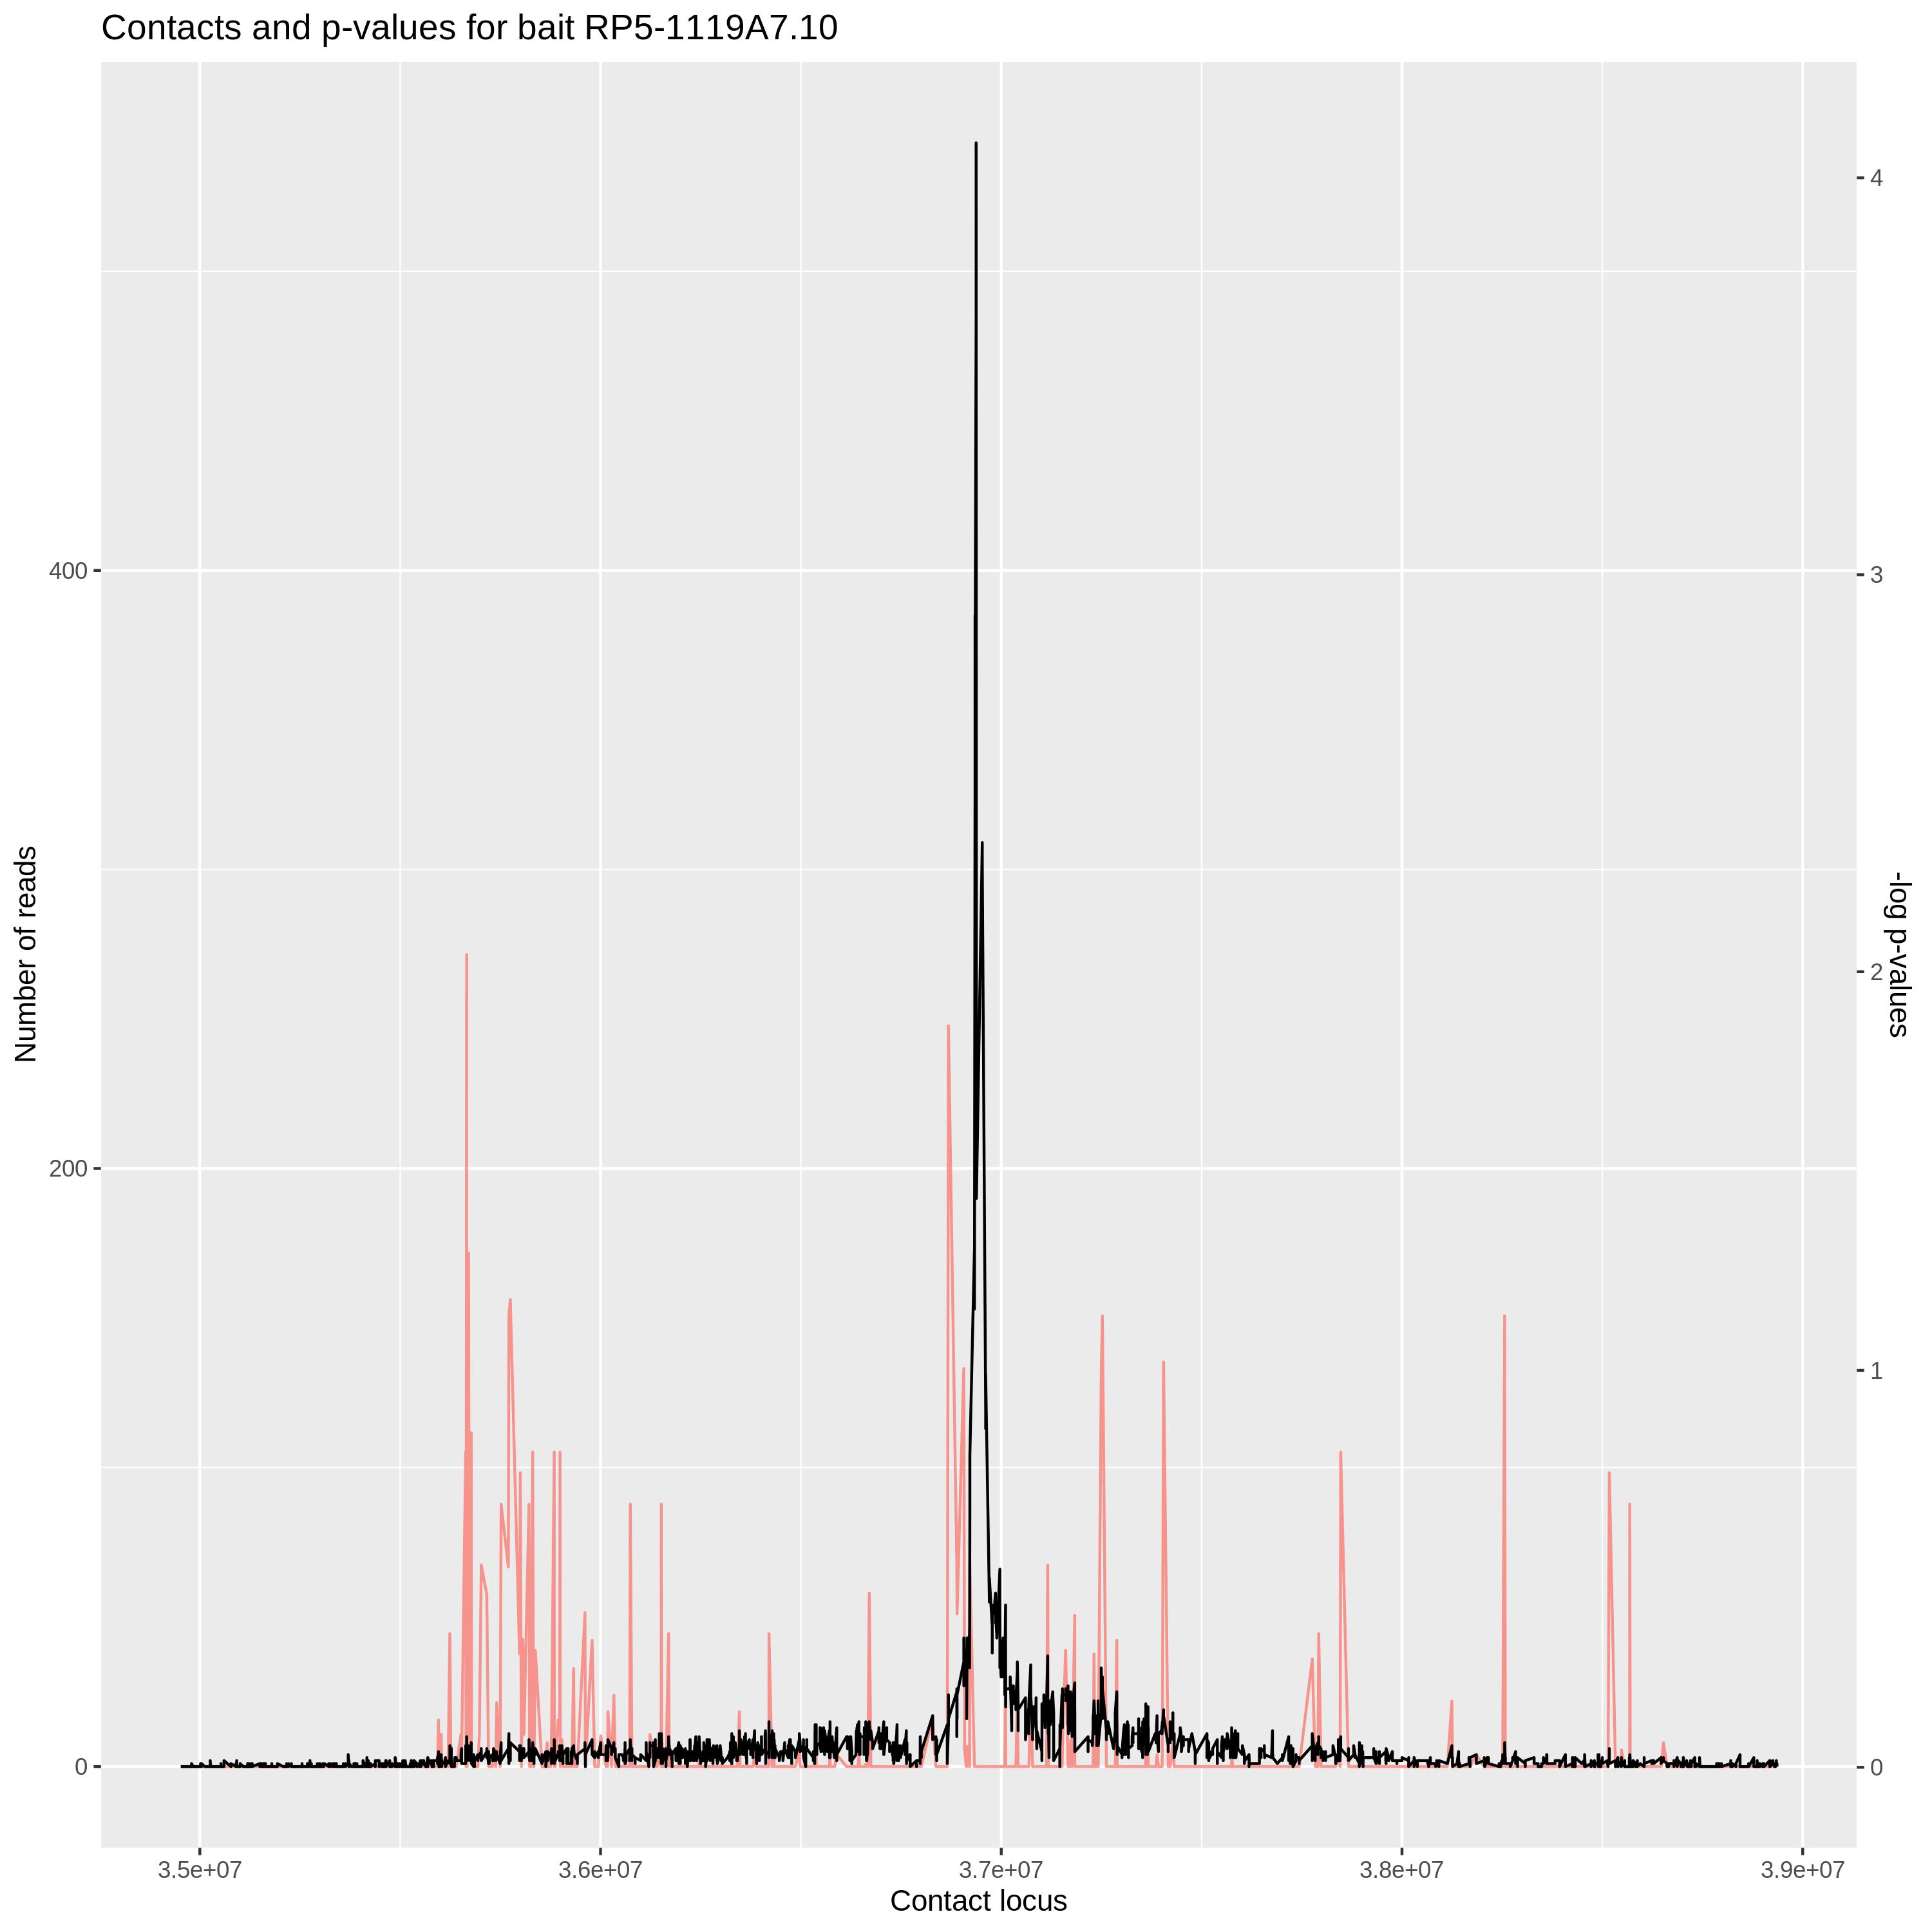 Contacts and p-values for bait RP5-1119A7.10
Number of reads
400
200
0
4
3
2
1
0
-log p-values
3.5e+07
3.6e+07
3.7e+07
3.8e+07
3.9e+07
Contact locus